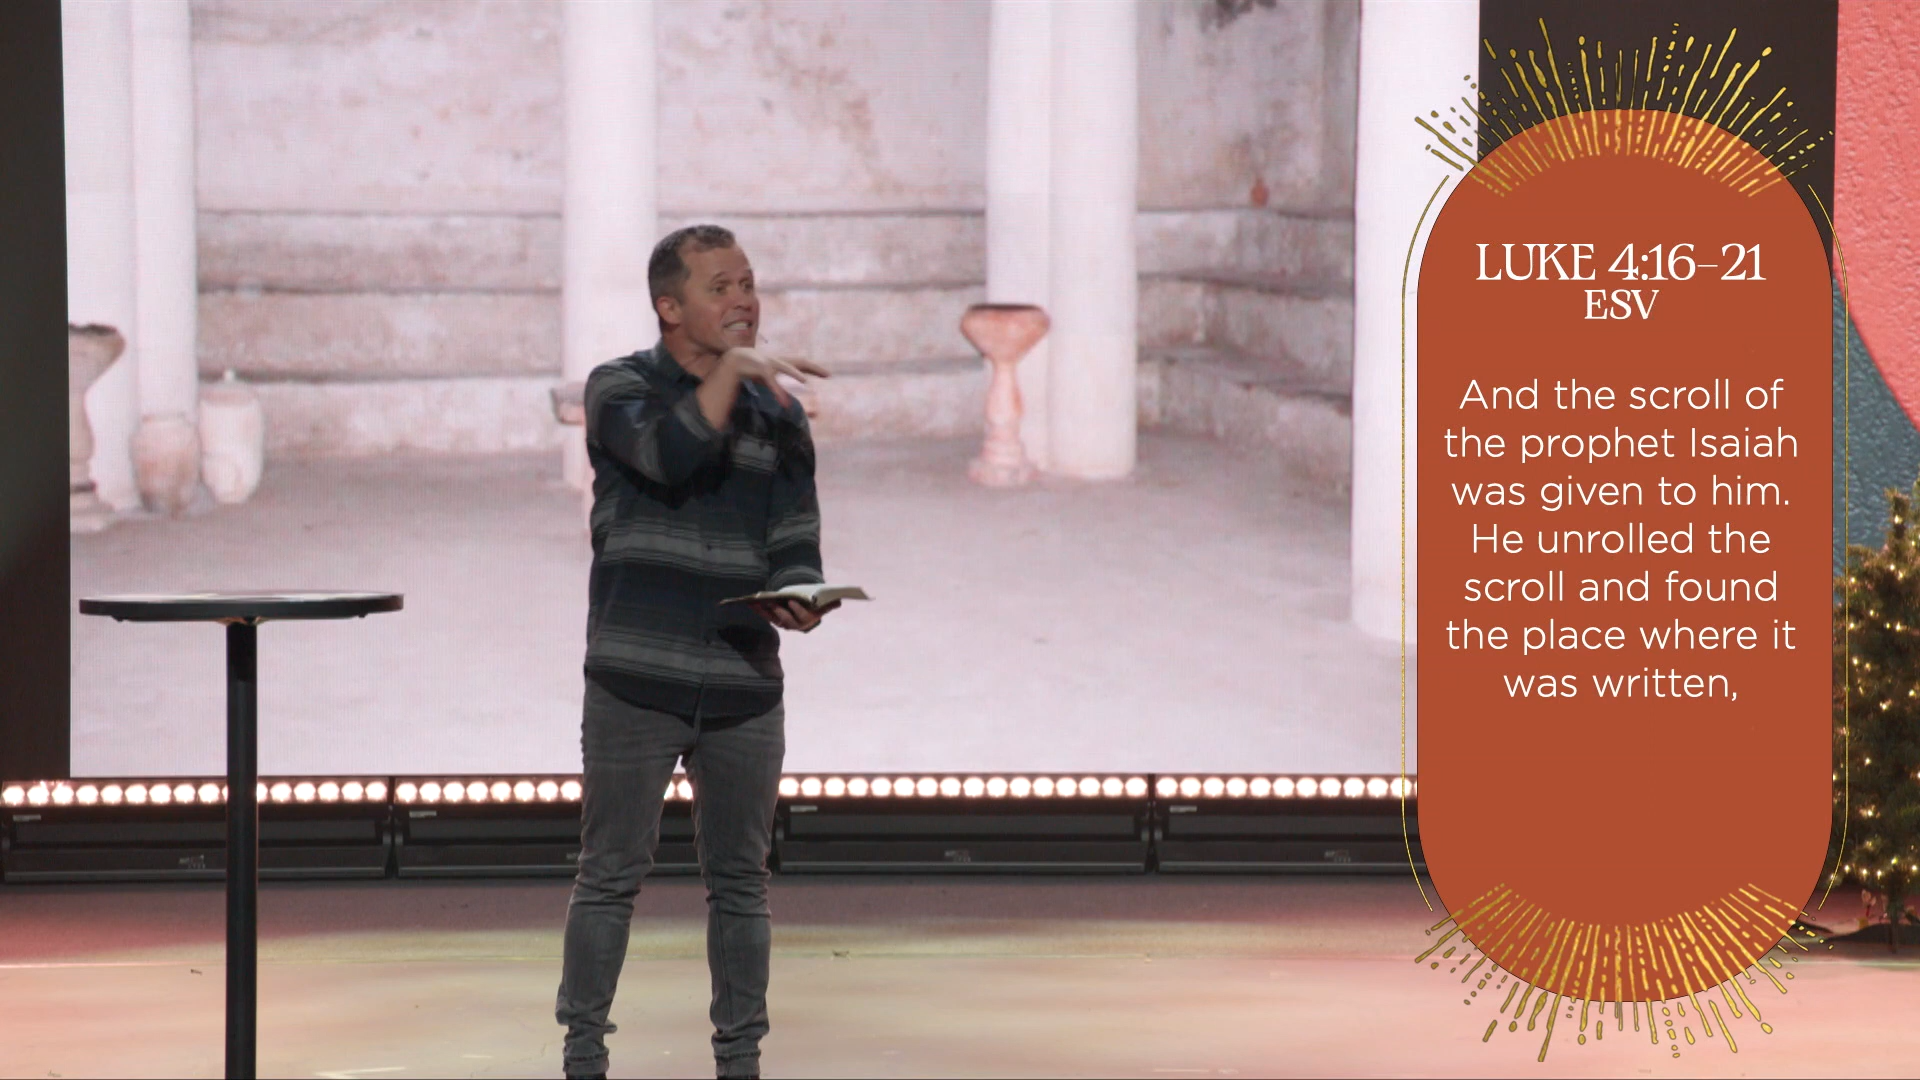 LUKE 4:16–21
ESV
And the scroll of
the prophet Isaiah
was given to him.
He unrolled the
scroll and found
the place where it
was written,